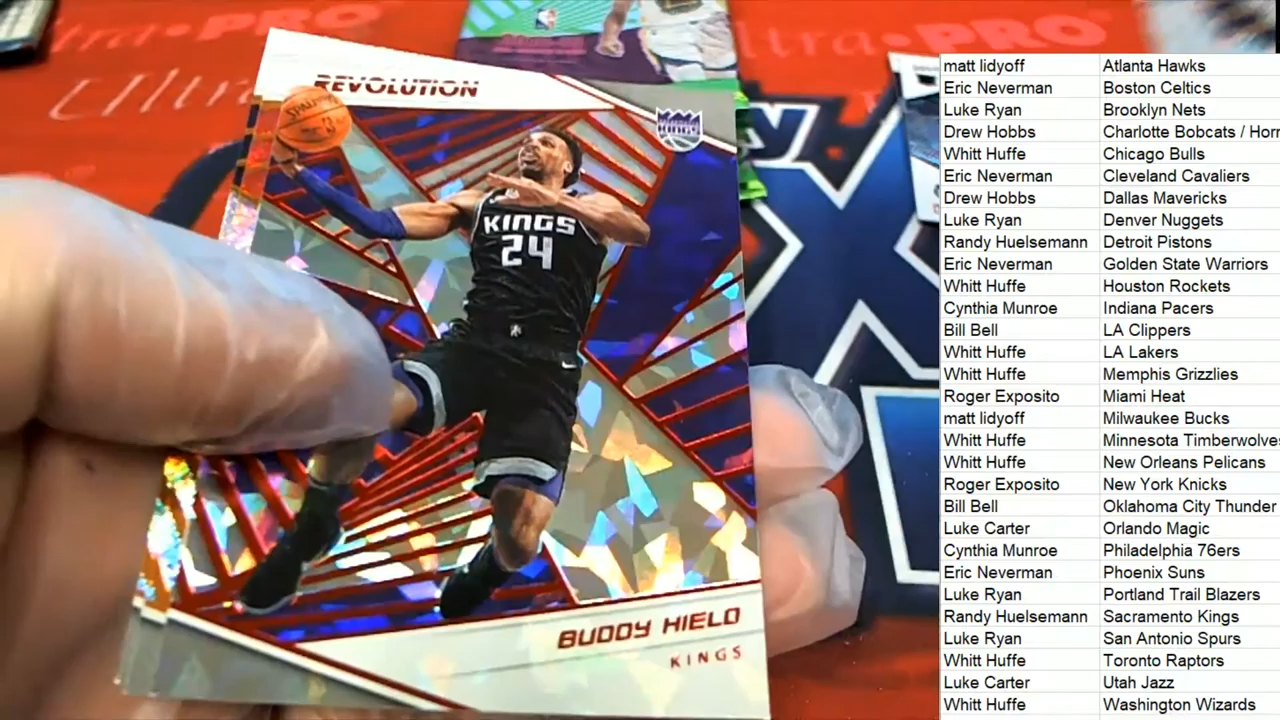 REVOLUTION
SPALDING
KINGS
24
BUDDY HIELD
KINGS
Ultra·PRO
Ultra·PRO
matt lidyoff Atlanta Hawks
Eric Neverman Boston Celtics
Luke Ryan Brooklyn Nets
Drew Hobbs Charlotte Bobcats / Horn
Whitt Huffe Chicago Bulls
Eric Neverman Cleveland Cavaliers
Drew Hobbs Dallas Mavericks
Luke Ryan Denver Nuggets
Randy Huelsemann Detroit Pistons
Eric Neverman Golden State Warriors
Whitt Huffe Houston Rockets
Cynthia Munroe Indiana Pacers
Bill Bell LA Clippers
Whitt Huffe LA Lakers
Whitt Huffe Memphis Grizzlies
Roger Exposito Miami Heat
matt lidyoff Milwaukee Bucks
Whitt Huffe Minnesota Timberwolves
Whitt Huffe New Orleans Pelicans
Roger Exposito New York Knicks
Bill Bell Oklahoma City Thunder
Luke Carter Orlando Magic
Cynthia Munroe Philadelphia 76ers
Eric Neverman Phoenix Suns
Luke Ryan Portland Trail Blazers
Randy Huelsemann Sacramento Kings
Luke Ryan San Antonio Spurs
Whitt Huffe Toronto Raptors
Luke Carter Utah Jazz
Whitt Huffe Washington Wizards